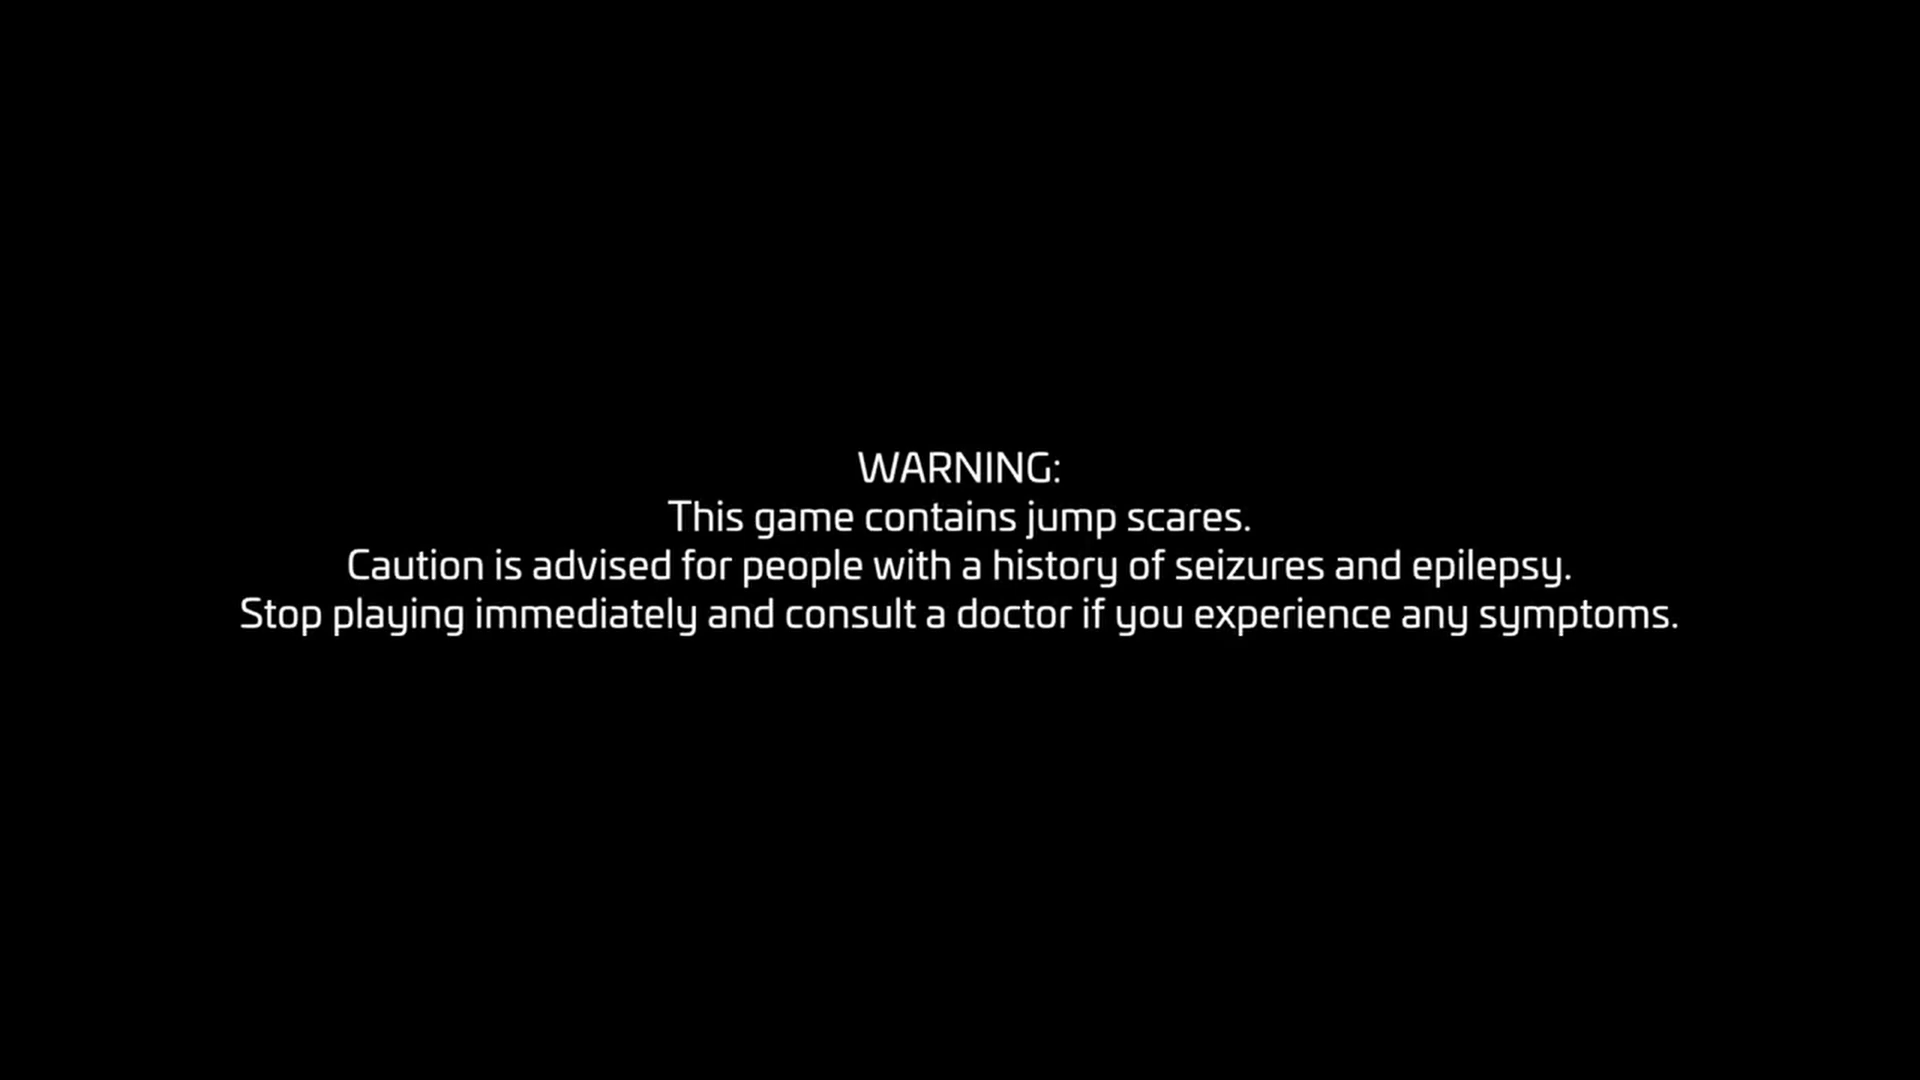 WARNING:
This game contains jump scares.
Caution is advised for people with a history of seizures and epilepsy.
Stop playing immediately and consult a doctor if you experience any symptoms.